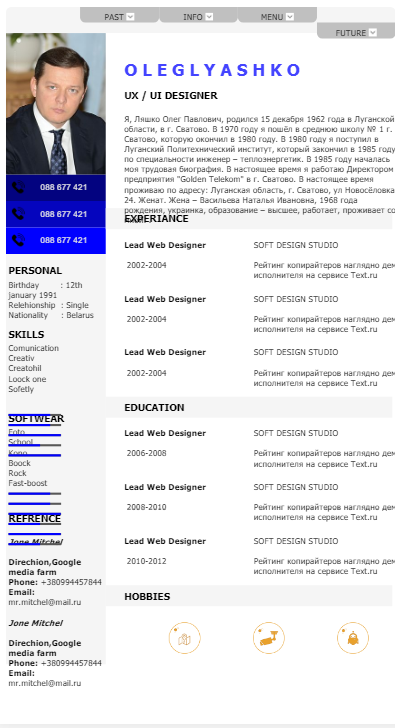 PAST
INFO
MENU
FUTURE
O L E G L Y A S H K O
UX / UI DESIGNER
Я, Ляшко Олег Павлович, родился 15 декабря 1962 года в Луганской
области, в г. Сватово. В 1970 году я пошёл в среднюю школу № 1 г.
Сватово, которую окончил в 1980 году. В 1980 году я поступил в
Луганский Политехнический институт, который закончил в 1985 году
по специальности инженер – теплоэнергетик. В 1985 году началась
моя трудовая биография. В настоящее время я работаю Директором
предприятия "Golden Telekom" в г. Сватово. В настоящее время
проживаю по адресу: Луганская область, г. Сватово, ул Новосёловка
24. Женат. Жена – Васильева Наталья Ивановна, 1968 года
рождения, украинка, образование – высшее, работает, проживает со
088 677 421
088 677 421
088 677 421
PERSONAL
Birthday : 12th
january 1991
Relehionship : Single
Nationality : Belarus
SKILLS
Comunication
Creativ
Creatohil
Loock one
Sofetly
SOFTWEAR
Foto
School
Kono
Boock
Rock
Fast-boost
REFRENCE
Jone Mitchel
Direchion,Google
media farm
Phone: +380994457844
Email:
mr.mitchel@mail.ru
Jone Mitchel
Direchion,Google
media farm
Phone: +380994457844
Email:
mr.mitchel@mail.ru
EXPERIANCE
Lead Web Designer SOFT DESIGN STUDIO
2002-2004 Рейтинг копирайтеров наглядно дем
исполнителя на сервисе Text.ru
Lead Web Designer SOFT DESIGN STUDIO
2002-2004 Рейтинг копирайтеров наглядно дем
исполнителя на сервисе Text.ru
Lead Web Designer SOFT DESIGN STUDIO
2002-2004 Рейтинг копирайтеров наглядно дем
исполнителя на сервисе Text.ru
EDUCATION
Lead Web Designer SOFT DESIGN STUDIO
2006-2008 Рейтинг копирайтеров наглядно дем
исполнителя на сервисе Text.ru
Lead Web Designer SOFT DESIGN STUDIO
2008-2010 Рейтинг копирайтеров наглядно дем
исполнителя на сервисе Text.ru
Lead Web Designer SOFT DESIGN STUDIO
2010-2012 Рейтинг копирайтеров наглядно дем
исполнителя на сервисе Text.ru
HOBBIES